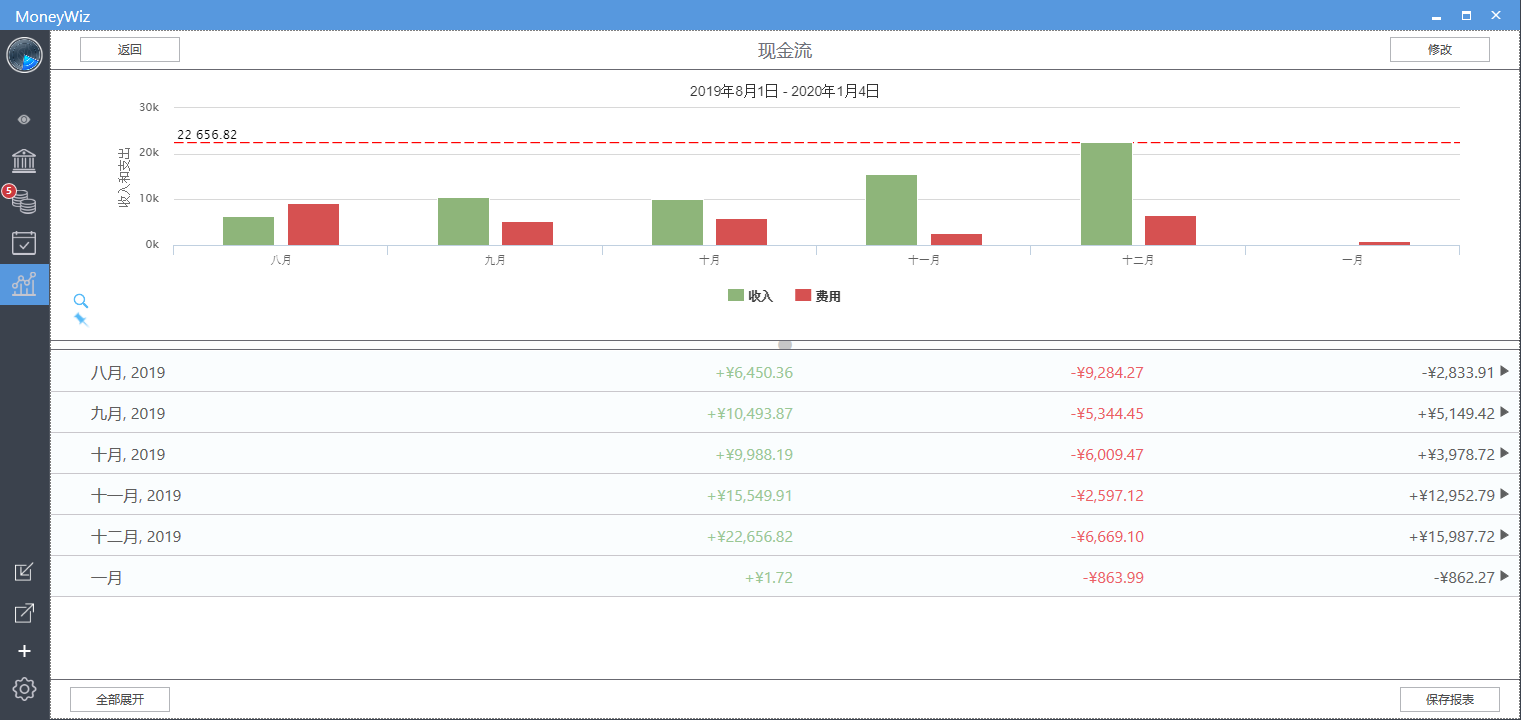 MoneyWiz
返回
现金流
修改
2019年8月1日 - 2020年1月4日
30k
22 656.82
20k
收入和支出
10k
0k
八月 九月 十月 十一月 十二月 一月
5
收入 费用
八月, 2019 +¥6,450.36 -¥9,284.27 -¥2,833.91
九月, 2019 +¥10,493.87 -¥5,344.45 +¥5,149.42
十月, 2019 +¥9,988.19 -¥6,009.47 +¥3,978.72
十一月, 2019 +¥15,549.91 -¥2,597.12 +¥12,952.79
十二月, 2019 +¥22,656.82 -¥6,669.10 +¥15,987.72
一月 +¥1.72 -¥863.99 -¥862.27
全部展开
保存报表